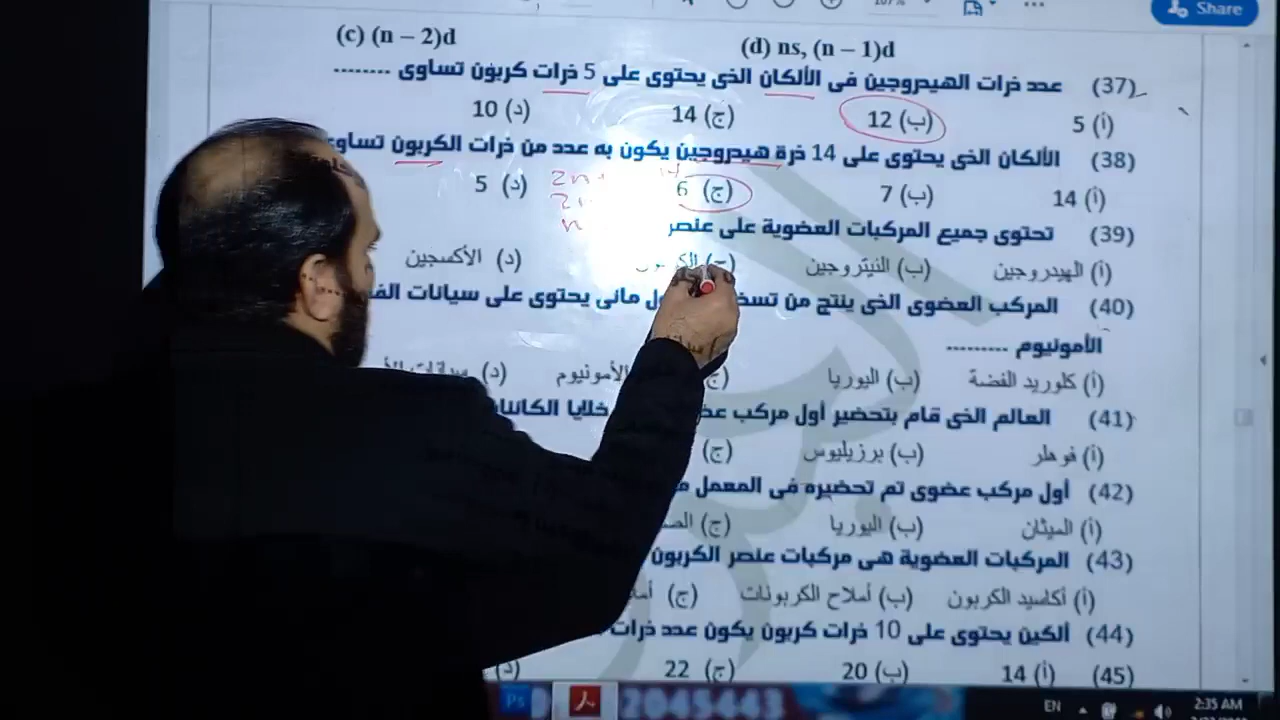 107%
Share
(c) (n – 2)d (d) ns, (n – 1)d
(37) عدد ذرات الهيدروجين فى الألكان الذى يحتوى على 5 ذرات كربون تساوى ........
(أ) 5 (ب) 12 (ج) 14 (د) 10
(38) الألكان الذى يحتوى على 14 ذرة هيدروجين يكون به عدد من ذرات الكربون تساوى
(أ) 14 (ب) 7 (ج) 6 (د) 5
(39) تحتوى جميع المركبات العضوية على عنصر
(أ) الهيدروجين (ب) النيتروجين (ج) (د) الأكسجين
(40) المركب العضوى الذى ينتج من مائى يحتوى على سيانات
الأمونيوم .........
(أ) كلوريد الفضة (ب) اليوريا (ج) الأمونيوم (د)
(41) العالم الذى قام بتحضير أول مركب خلايا
(أ) فوهلر (ب) برزيليوس (ج)
(42) أول مركب عضوى تم تحضيره فى المعمل
(أ) الميثان (ب) اليوريا (ج)
(43) المركبات العضوية هى مركبات عنصر الكربون
(أ) أكاسيد الكربون (ب) أملاح الكربونات (ج)
(44) ألكين يحتوى على 10 ذرات كربون يكون عدد ذرات
(45) (أ) 14 (ب) 20 (ج) 22 (د)
2045443
EN 2:35 AM